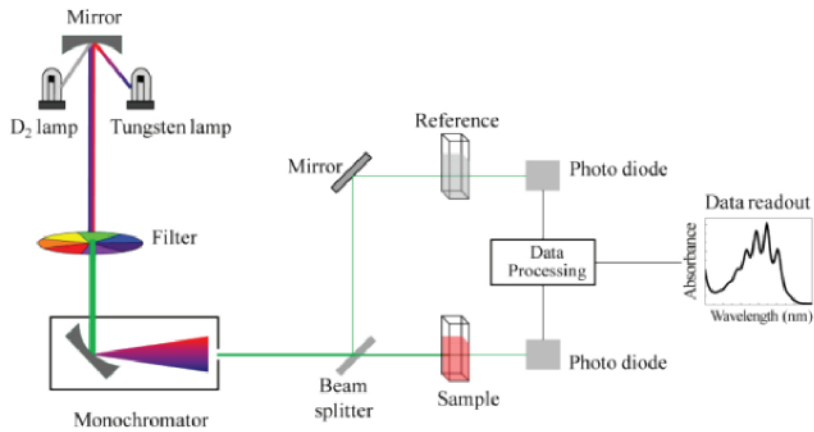 Mirror
D₂ lamp
Tungsten lamp
Filter
Monochromator
Mirror
Reference
Photo diode
Beam
splitter
Sample
Photo diode
Data
Processing
Data readout
Absorbance
Wavelength (nm)